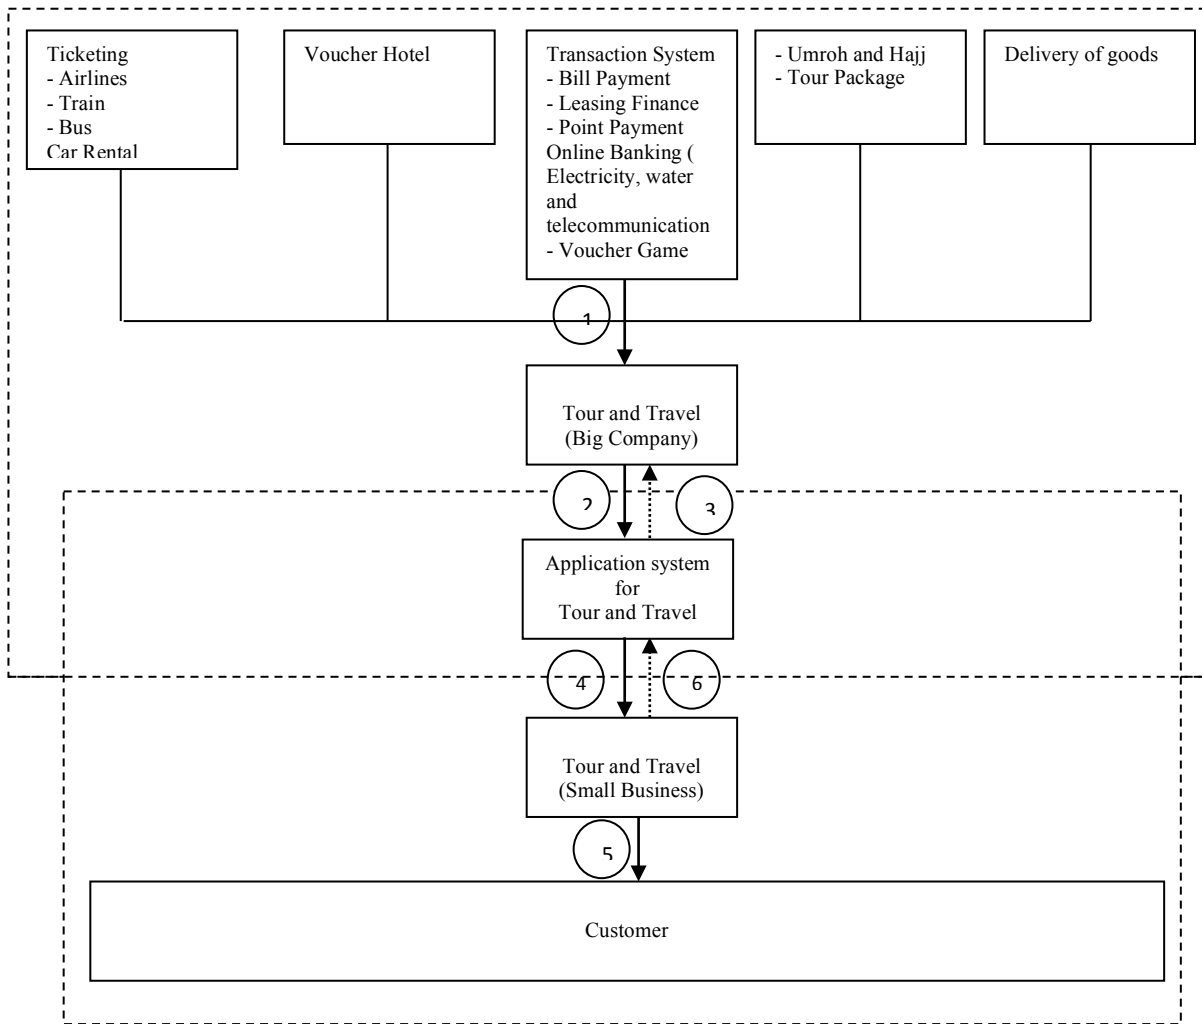 Ticketing
- Airlines
- Train
- Bus
Car Rental
Voucher Hotel
Transaction System
- Bill Payment
- Leasing Finance
- Point Payment
Online Banking (
Electricity, water
and
telecommunication
- Voucher Game
- Umroh and Hajj
- Tour Package
Delivery of goods
1
Tour and Travel
(Big Company)
2
3
Application system
for
Tour and Travel
4
6
Tour and Travel
(Small Business)
5
Customer